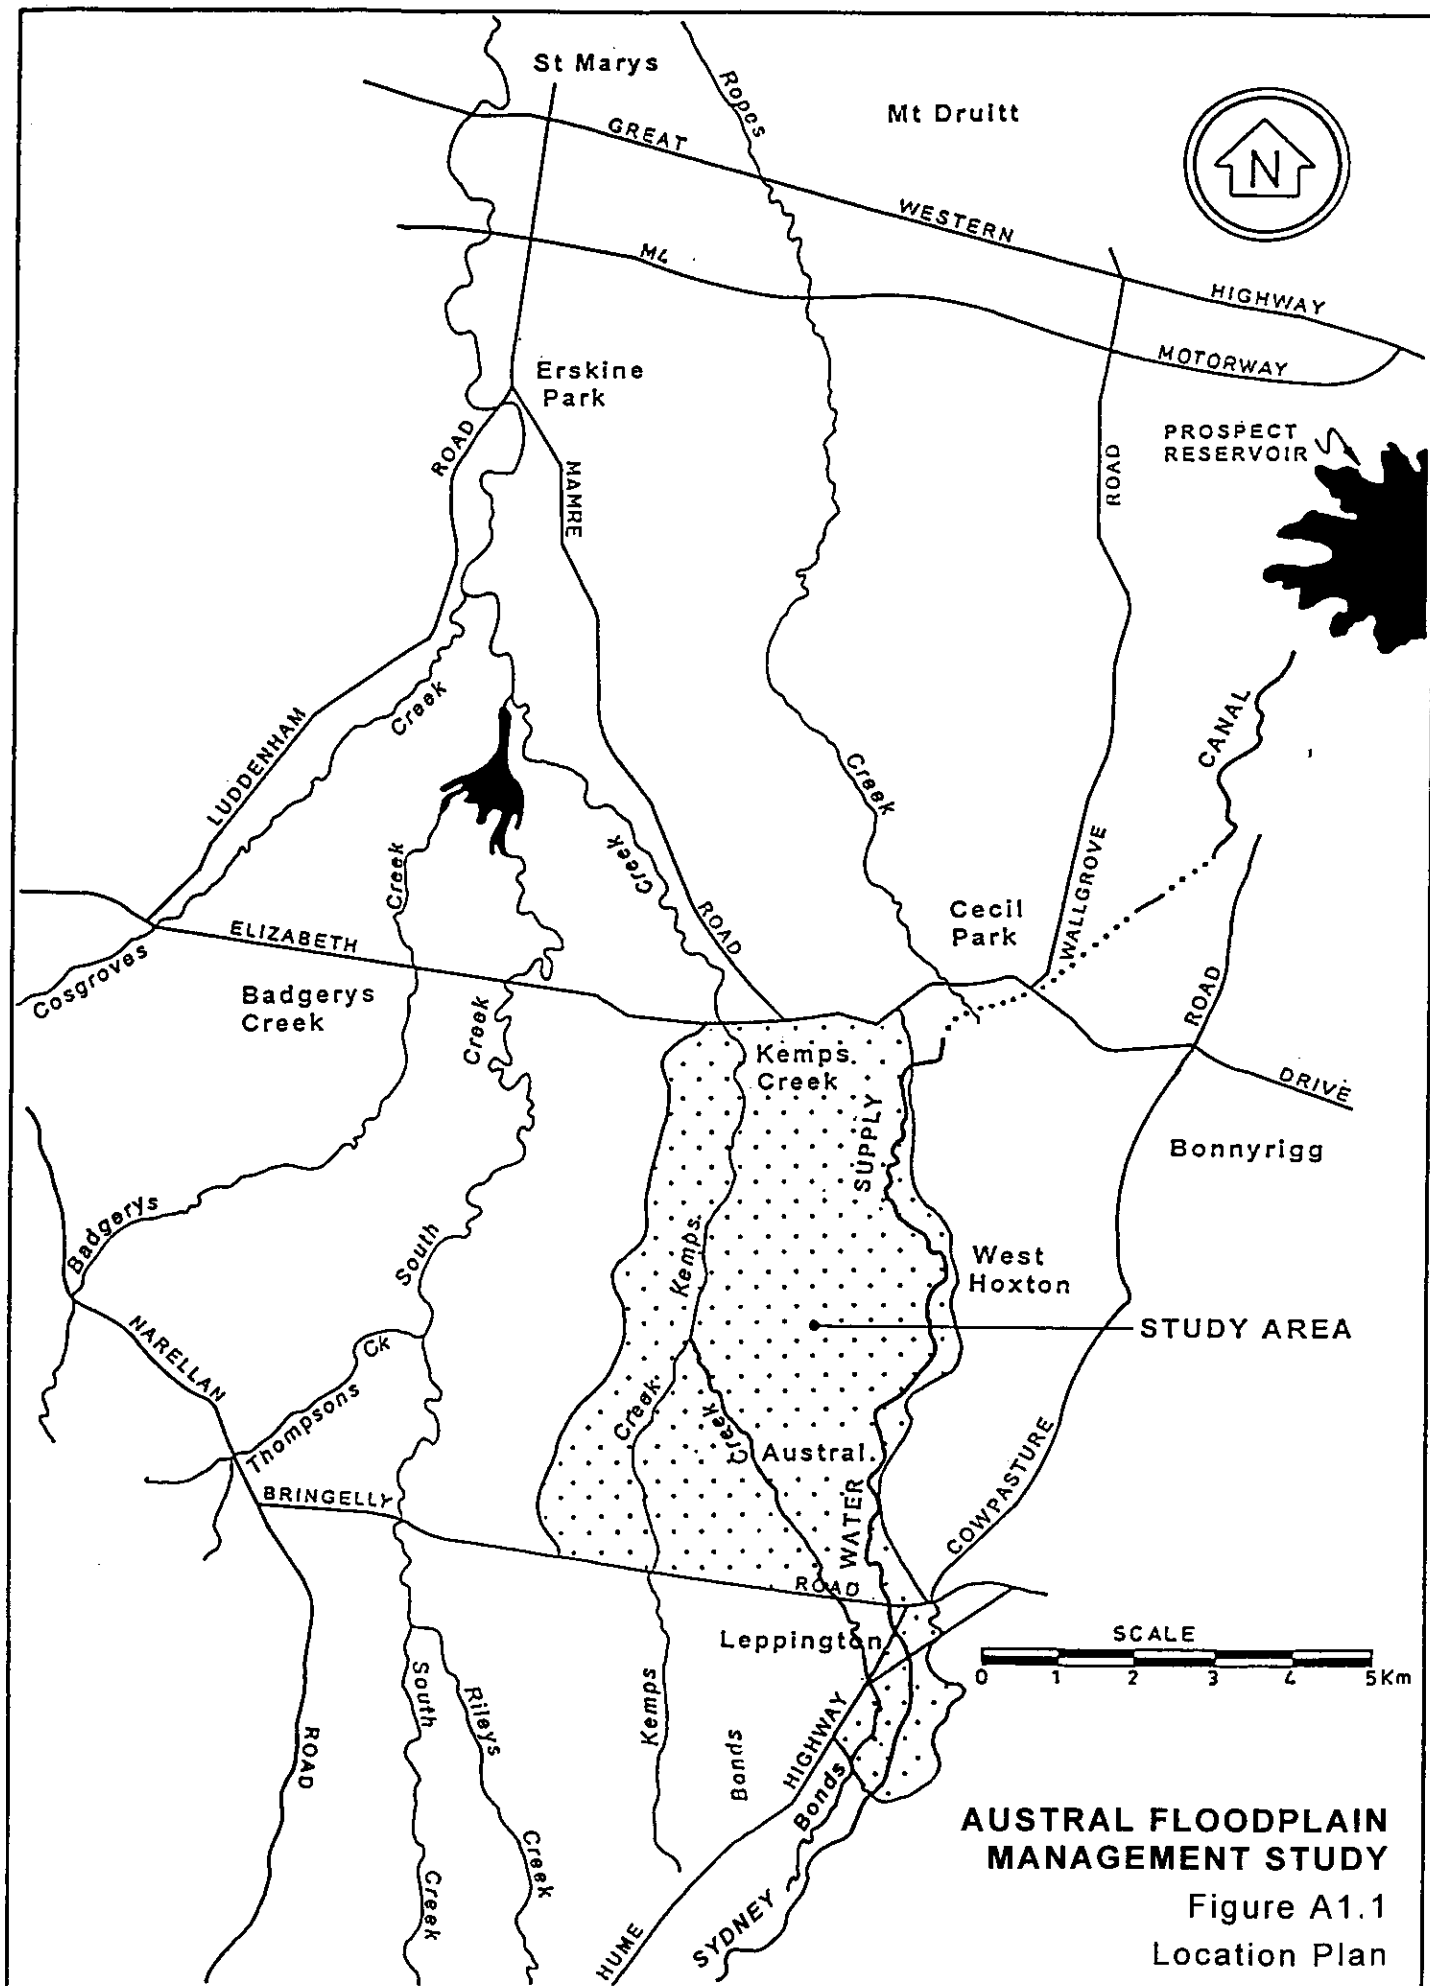 St Marys
Ropes
Mt Druitt
GREAT
N
WESTERN
M4
HIGHWAY
MOTORWAY
Erskine
Park
ROAD
MAMRE
ROAD
PROSPECT
RESERVOIR
Creek
LUDDENHAM
CANAL
Creek
Creek
Creek
WALLGROVE
Cecil
Park
ROAD
ELIZABETH
Cosgroves
Badgerys
Creek
Creek
ROAD
Kemps
Creek
DRIVE
SUPPLY
Bonnyrigg
Badgerys
South
Kemps
West
Hoxton
STUDY AREA
NARELLAN
Ck
Thompsons
Creek
Creek
Austral
BRINGELLY
WATER
COWPASTURE
ROAD
Leppington
SCALE
0 1 2 3 4 5Km
South
Rileys
Kemps
Bonds
HIGHWAY
ROAD
Bonds
Creek
Creek
SYDNEY
HUME
AUSTRAL FLOODPLAIN
MANAGEMENT STUDY
Figure A1.1
Location Plan